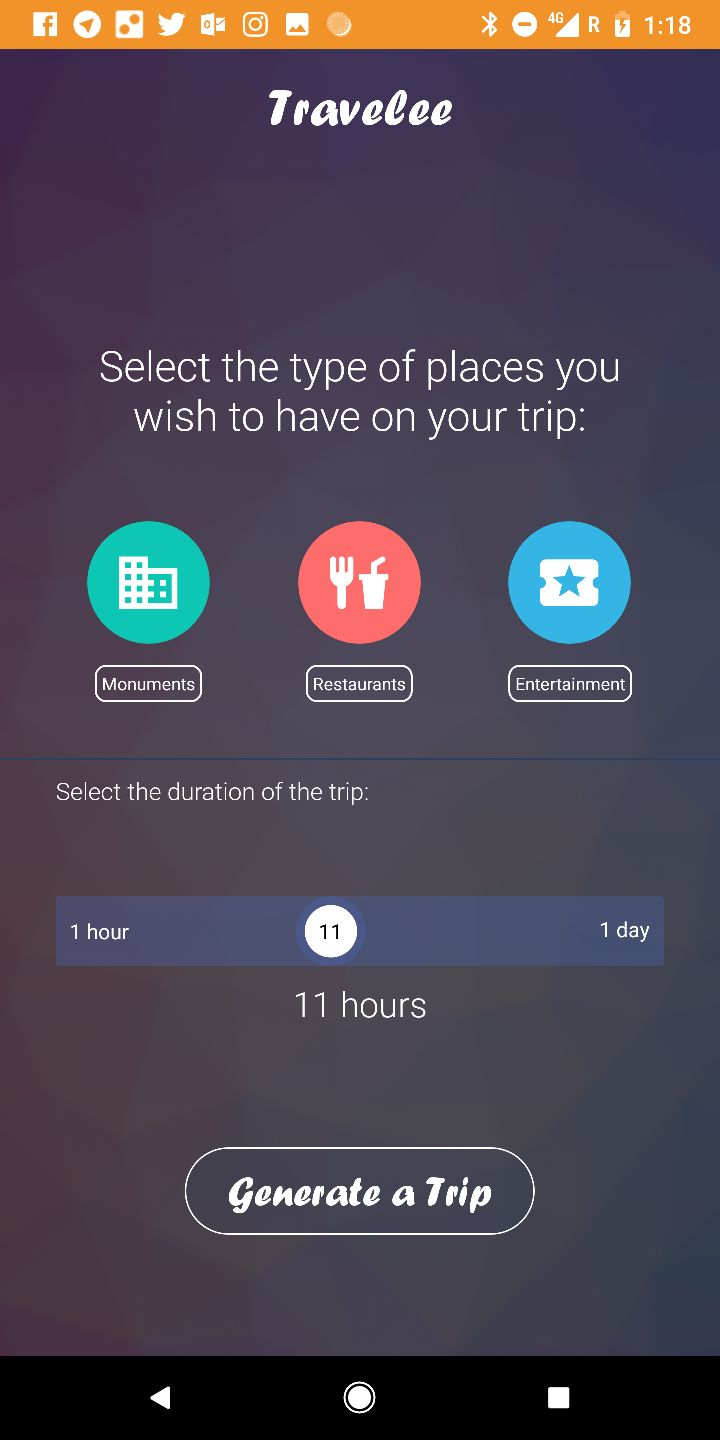 4G R 1:18
Travelee
Select the type of places you
wish to have on your trip:
Monuments Restaurants Entertainment
Select the duration of the trip:
1 hour 11 1 day
11 hours
Generate a Trip